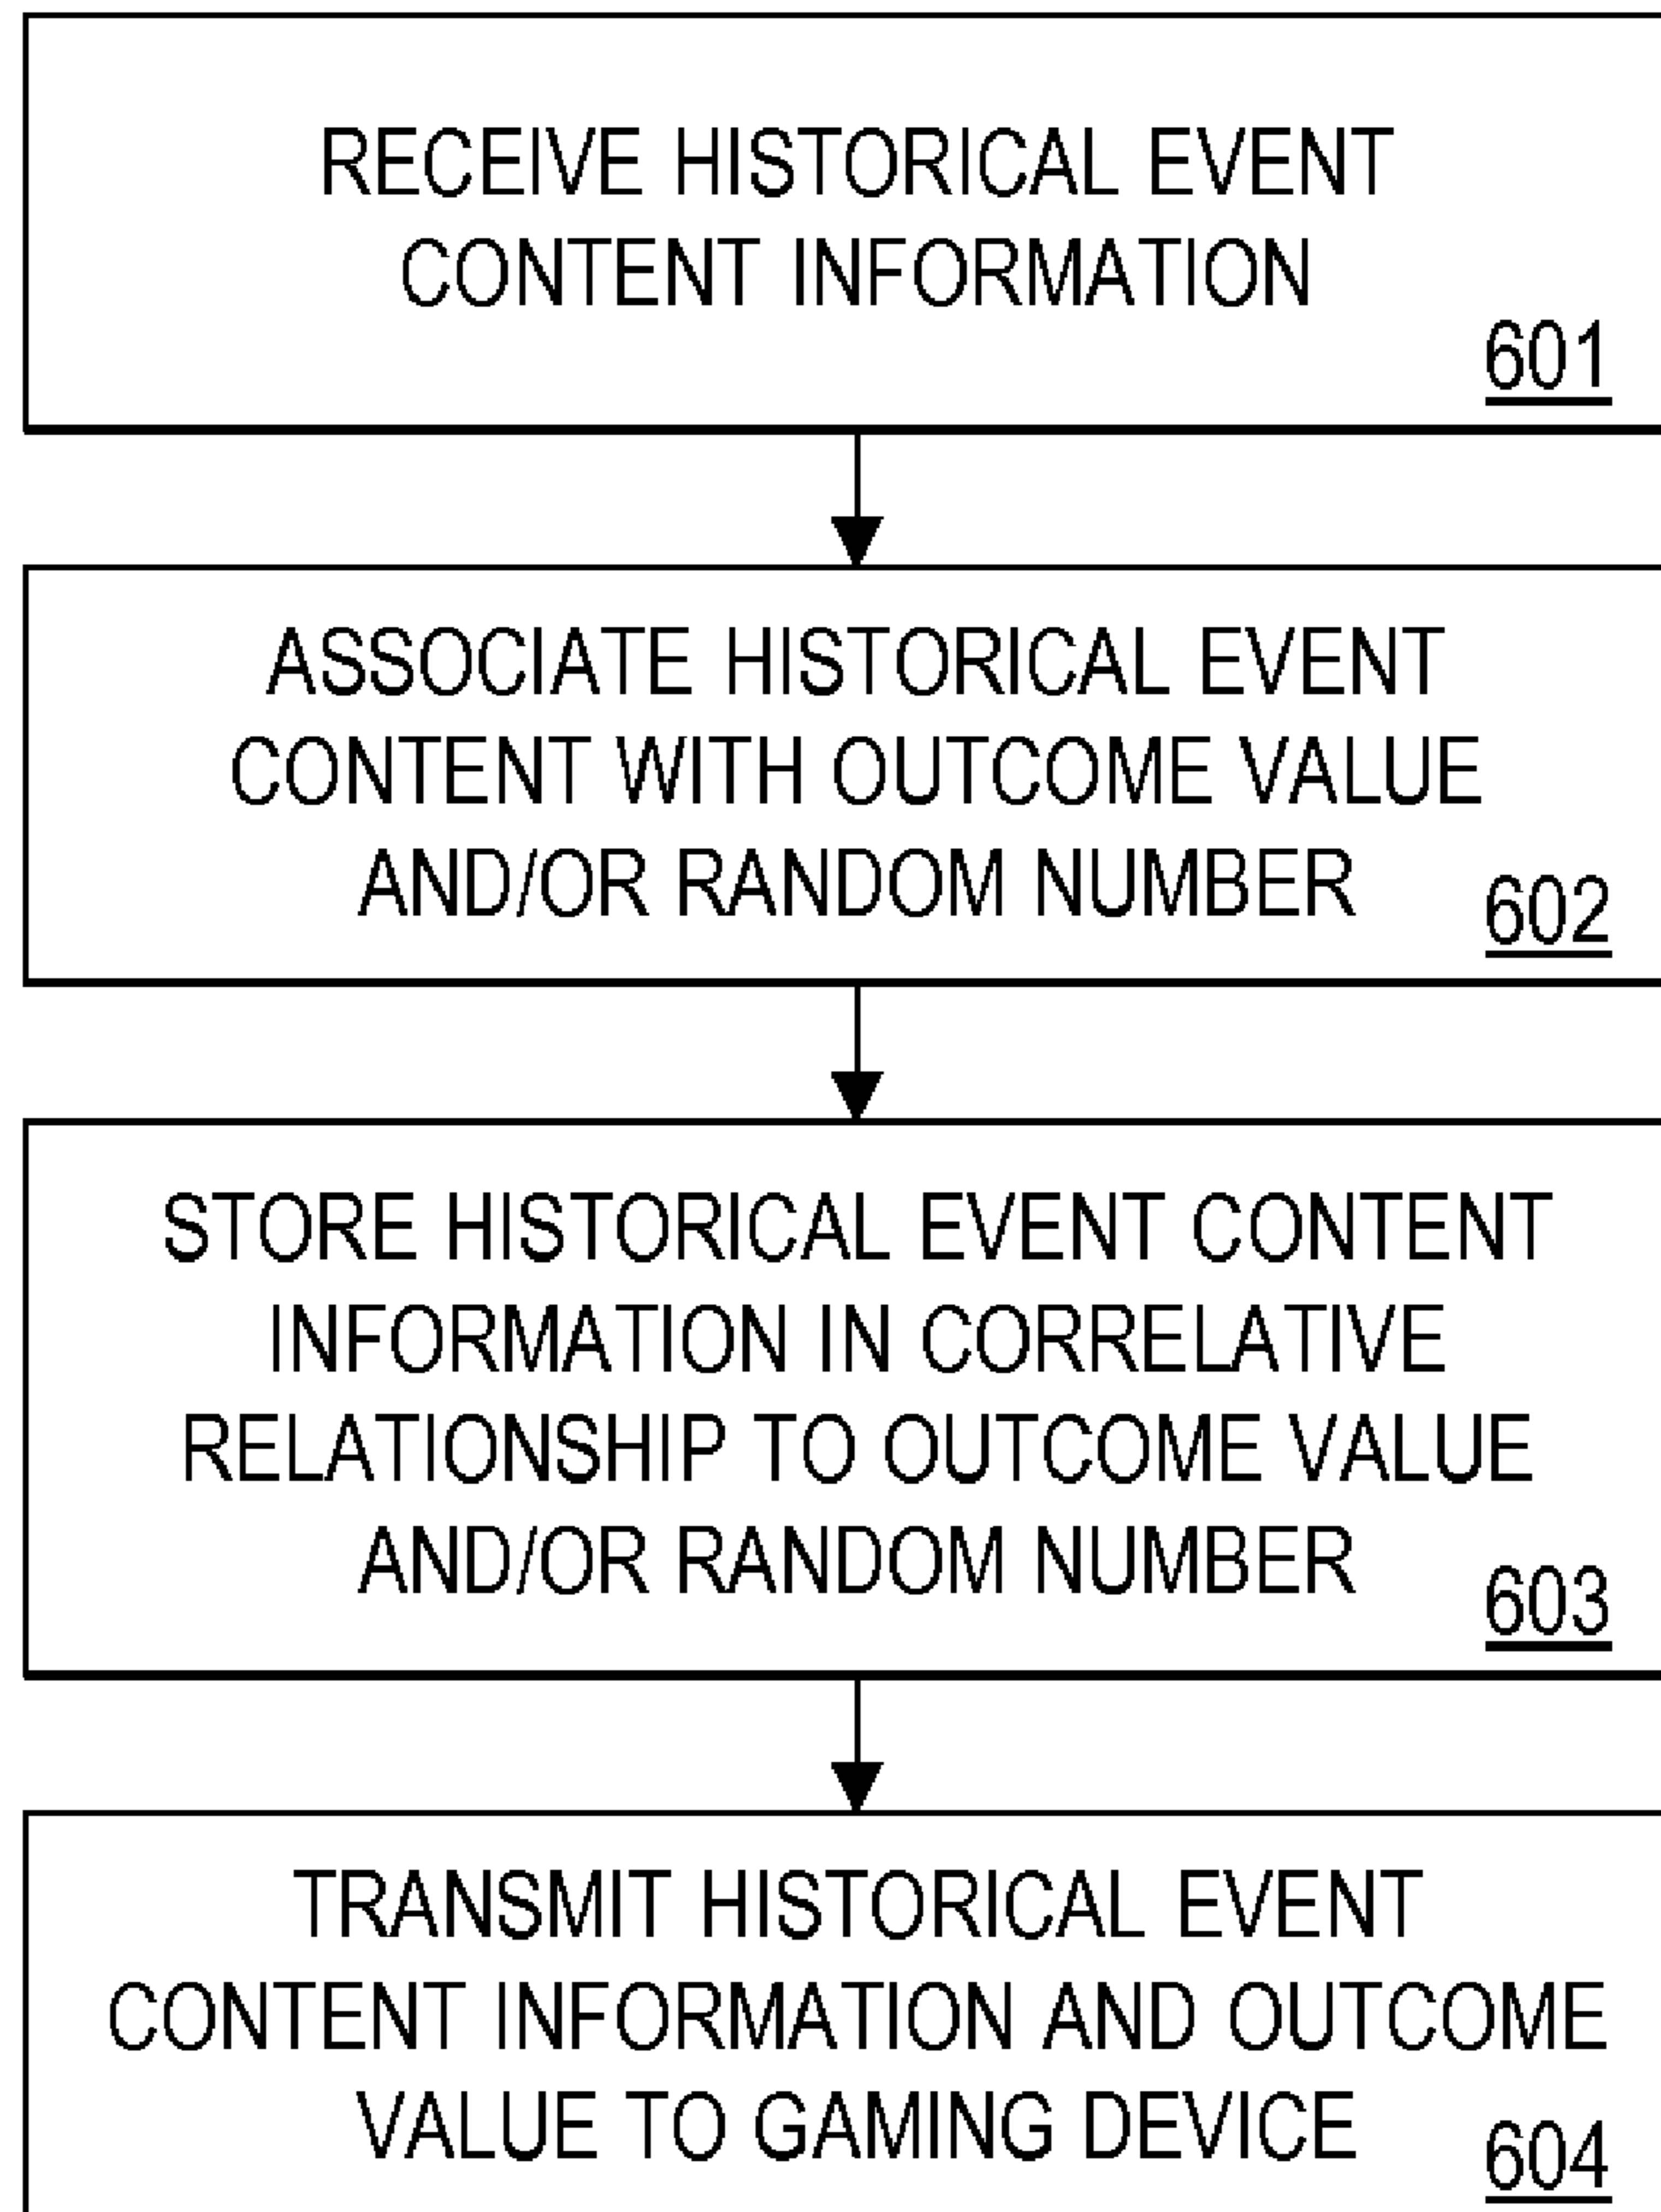 RECEIVE HISTORICAL EVENT
CONTENT INFORMATION
601
ASSOCIATE HISTORICAL EVENT
CONTENT WITH OUTCOME VALUE
AND/OR RANDOM NUMBER
602
STORE HISTORICAL EVENT CONTENT
INFORMATION IN CORRELATIVE
RELATIONSHIP TO OUTCOME VALUE
AND/OR RANDOM NUMBER
603
TRANSMIT HISTORICAL EVENT
CONTENT INFORMATION AND OUTCOME
VALUE TO GAMING DEVICE
604